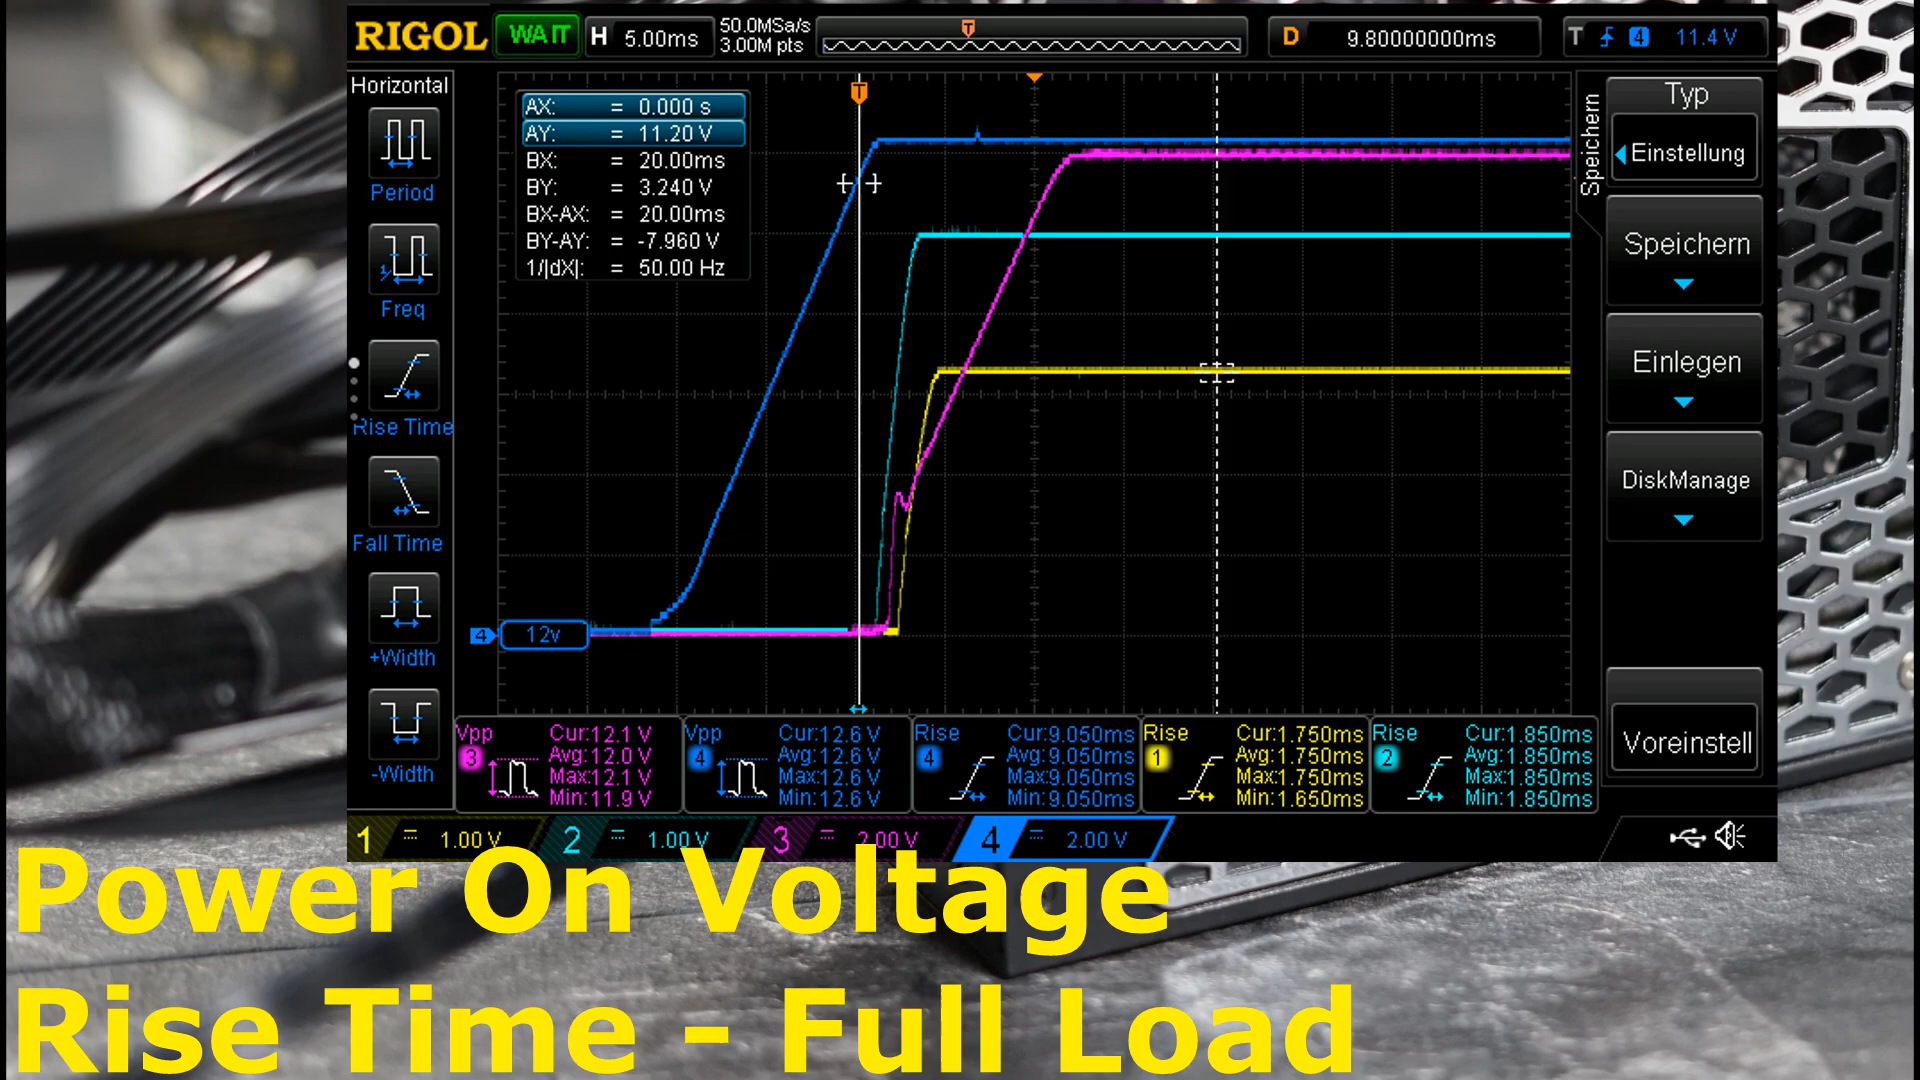 RIGOL WAIT H 5.00ms 50.0MSa/s 3.00M pts T D 9.80000000ms T 4 11.4 V
Horizontal
Period
Freq
Rise Time
Fall Time
+Width
-Width
T
AX: = 0.000 s
AY: = 11.20 V
BX: = 20.00ms
BY: = 3.240 V
BX-AX: = 20.00ms
BY-AY: = -7.960 V
1/|dX|: = 50.00 Hz
4 12v
Speichern
Typ
Einstellung
Speichern
Einlegen
DiskManage
Voreinstell
Vpp 3 Cur:12.1 V
Avg:12.0 V
Max:12.1 V
Min:11.9 V
Vpp 4 Cur:12.6 V
Avg:12.6 V
Max:12.6 V
Min:12.6 V
Rise 4 Cur:9.050ms
Avg:9.050ms
Max:9.050ms
Min:9.050ms
Rise 1 Cur:1.750ms
Avg:1.750ms
Max:1.750ms
Min:1.650ms
Rise 2 Cur:1.850ms
Avg:1.850ms
Max:1.850ms
Min:1.850ms
1 1.00 V 2 1.00 V 3 2.00 V 4 2.00 V
Power On Voltage
Rise Time - Full Load